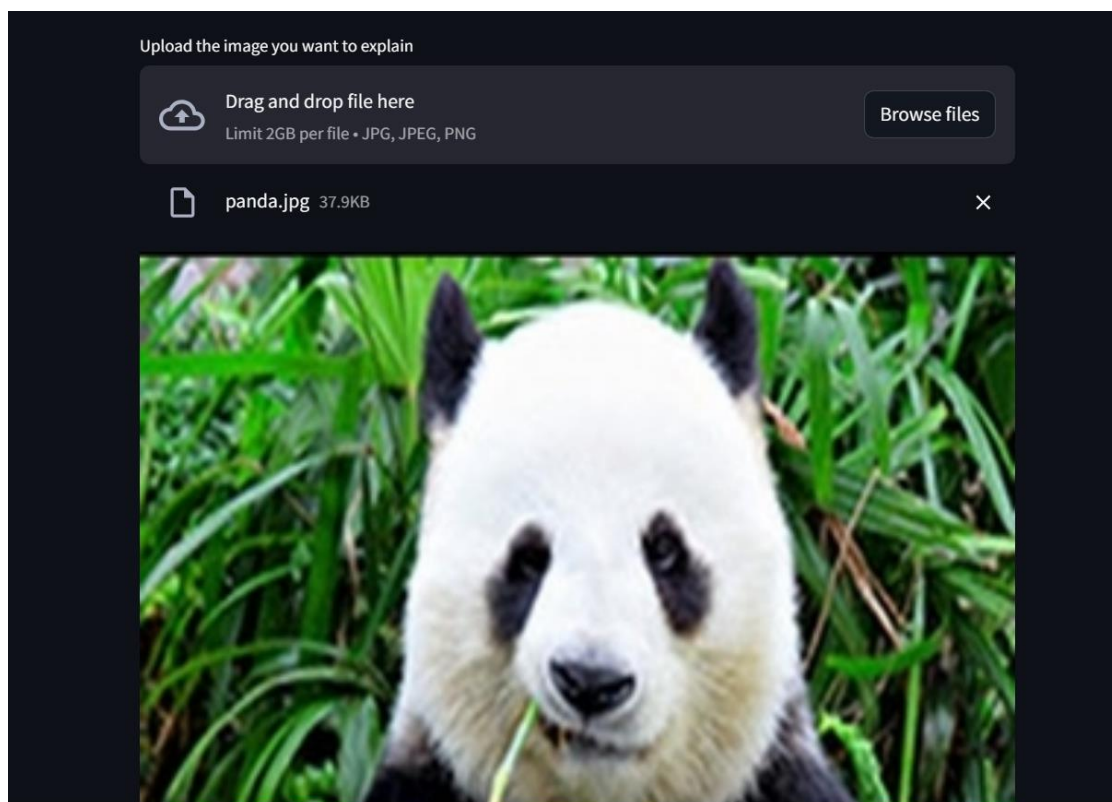 Upload the image you want to explain
Drag and drop file here
Limit 2GB per file • JPG, JPEG, PNG
Browse files
panda.jpg 37.9KB